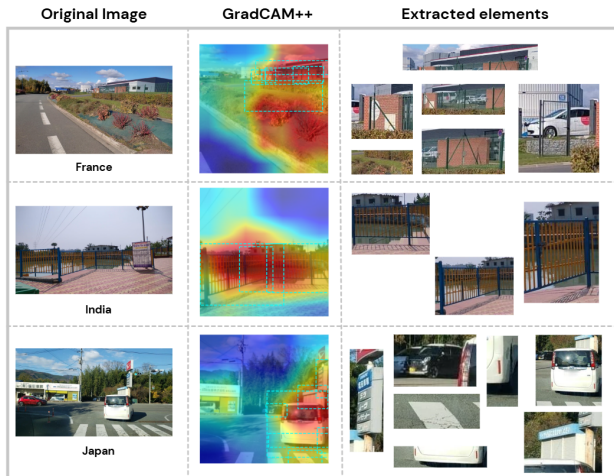 Original Image
GradCAM++
Extracted elements
France
India
Japan